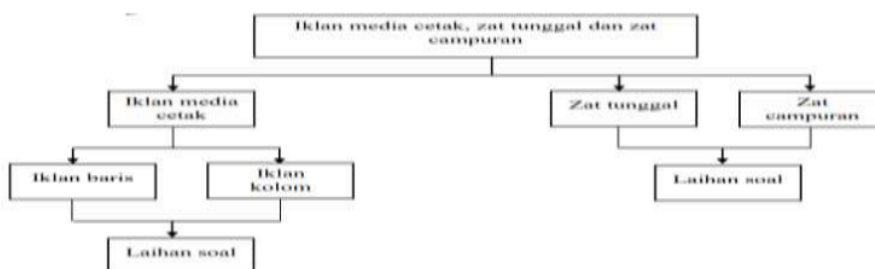 Iklan media cetak, zat tunggal dan zat
campuran
Iklan media
cetak
Zat tunggal
Zat
campuran
Iklan baris
Iklan
kolom
Laihan soal
Laihan soal